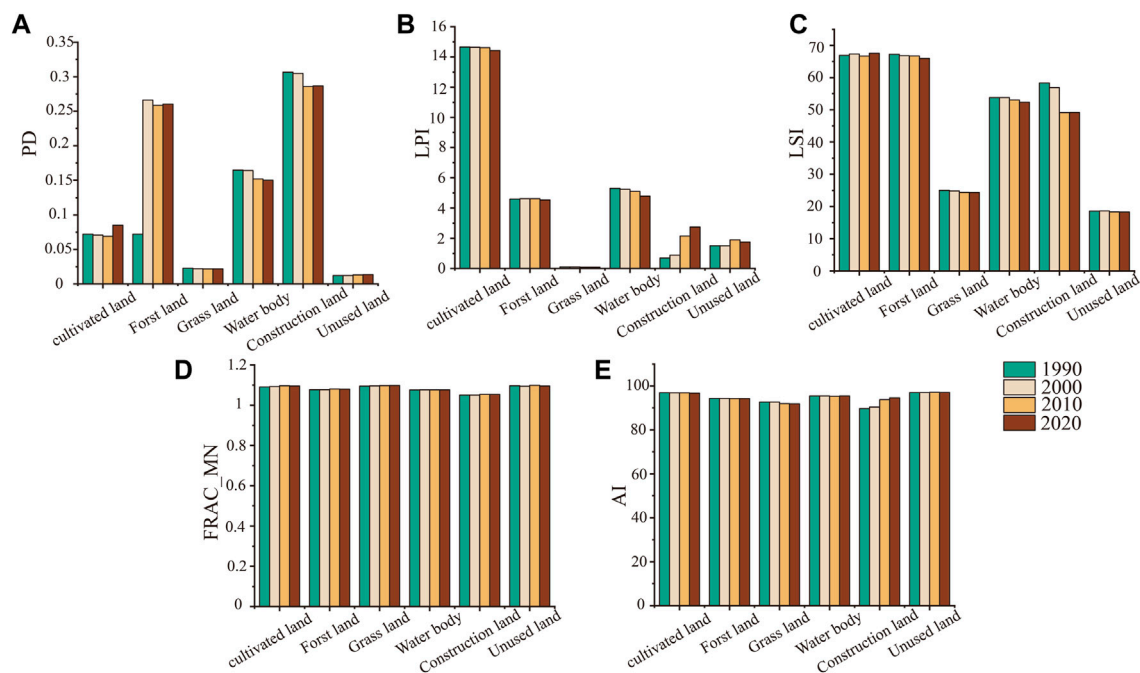 A
PD
0.35
0.3
0.25
0.2
0.15
0.1
0.05
0
cultivated land
Forst land
Grass land
Water body
Construction land
Unused land
B
LPI
16
14
12
10
8
6
4
2
0
cultivated land
Forst land
Grass land
Water body
Construction land
Unused land
C
LSI
70
60
50
40
30
20
10
0
cultivated land
Forst land
Grass land
Water body
Construction land
Unused land
D
FRAC_MN
1.2
1.0
1.6
1.4
1.2
1.2
0
cultivated land
Forst land
Grass land
Water body
Construction land
Unused land
E
AI
100
80
60
40
20
0
cultivated land
Forst land
Grass land
Water body
Construction land
Unused land
1990
2000
2010
2020